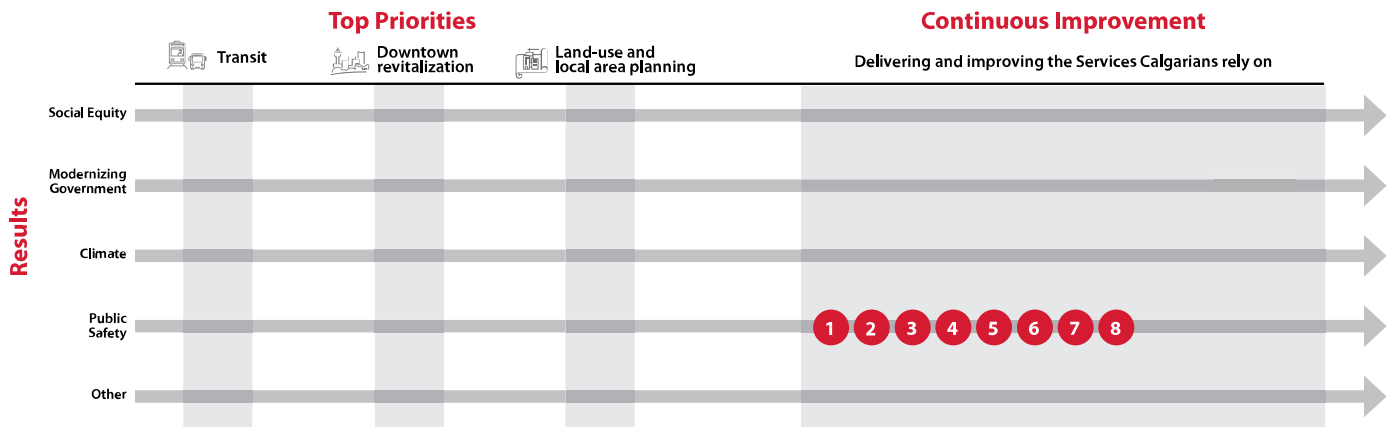 Top Priorities
Continuous Improvement
Transit
Downtown
revitalization
Land-use and
local area planning
Delivering and improving the Services Calgarians rely on
Results
Social Equity
Modernizing
Government
Climate
Public
Safety
1 2 3 4 5 6 7 8
Other